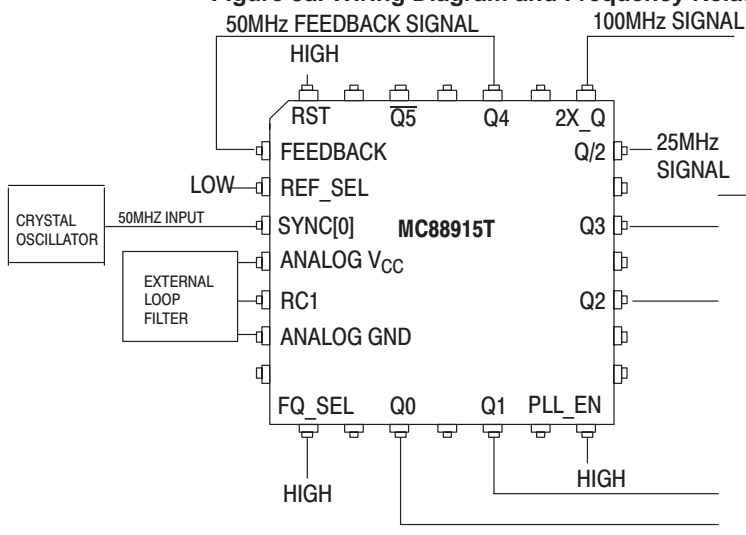 50MHz FEEDBACK SIGNAL
100MHz SIGNAL
HIGH
RST
Q5
Q4
2X_Q
FEEDBACK
Q/2
25MHz
SIGNAL
LOW
REF_SEL
CRYSTAL
OSCILLATOR
50MHZ INPUT
SYNC[0]
MC88915T
Q3
ANALOG VCC
EXTERNAL
LOOP
FILTER
RC1
Q2
ANALOG GND
FQ_SEL
Q0
Q1
PLL_EN
HIGH
HIGH